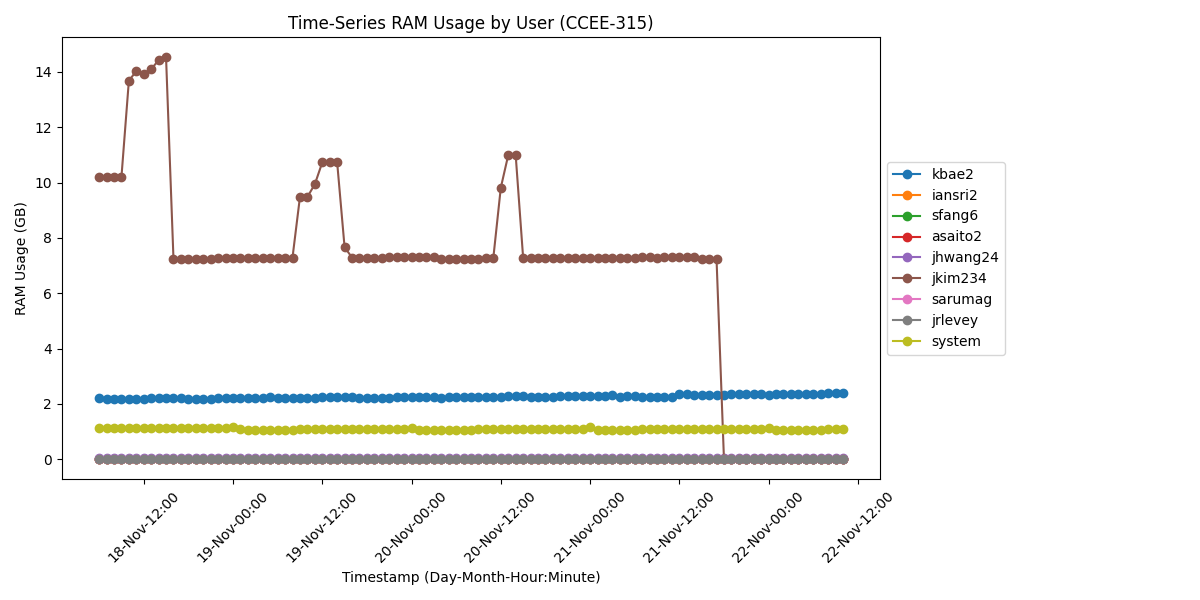 Time-Series RAM Usage by User (CCEE-315)
RAM Usage (GB)
14
12
10
8
6
4
2
0
18-Nov-12:00
19-Nov-00:00
19-Nov-12:00
20-Nov-00:00
20-Nov-12:00
21-Nov-00:00
21-Nov-12:00
22-Nov-00:00
22-Nov-12:00
Timestamp (Day-Month-Hour:Minute)
kbae2
iansri2
sfang6
asaito2
jhwang24
jkim234
sarumag
jrlevey
system